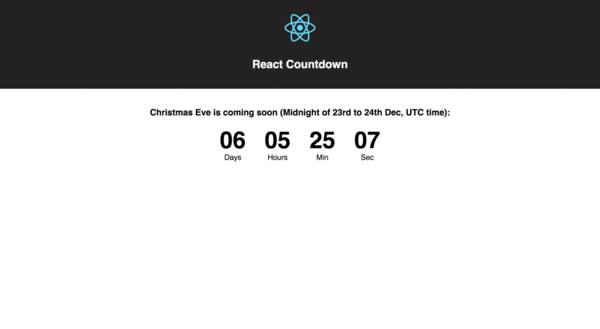 React Countdown
Christmas Eve is coming soon (Midnight of 23rd to 24th Dec, UTC time):
06 05 25 07
Days Hours Min Sec